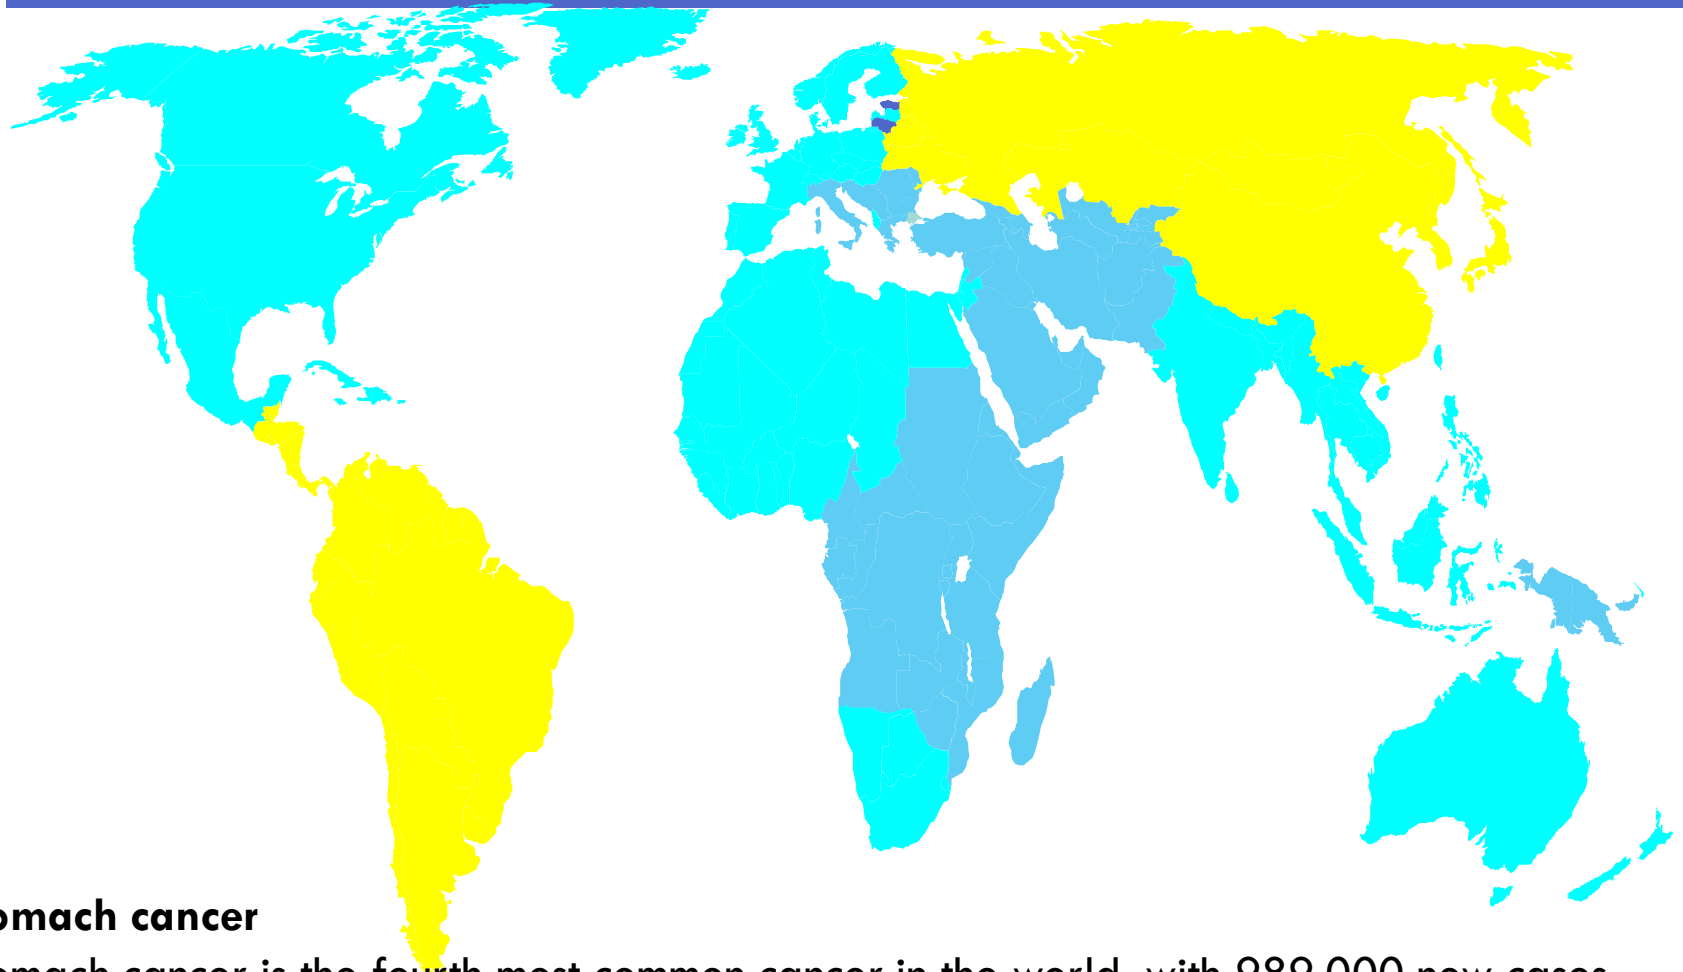 omach cancer
omach cancer is the fourth most common cancer in the world, with 989,000 new cases